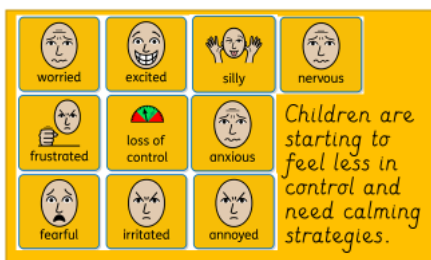 worried
excited
silly
nervous
frustrated
loss of
control
anxious
fearful
irritated
annoyed
Children are
starting to
feel less in
control and
need calming
strategies.